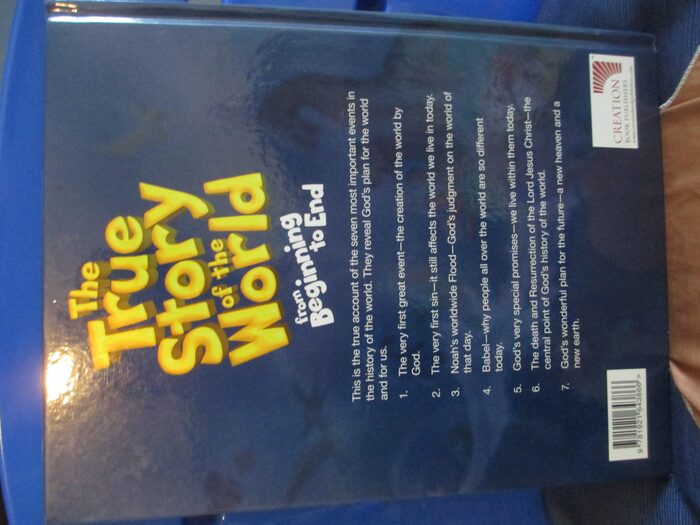 The
True
Story
of the
World
from
Beginning
to End
This is the true account of the seven most important events in
the history of the world. They reveal God's plan for the world
and for us.
1. The very first great event—the creation of the world by
God.
2. The very first sin—it still affects the world we live in today.
3. Noah's worldwide Flood—God's judgment on the world of
that day.
4. Babel—why people all over the world are so different
today.
5. God's very special promises—we live within them today.
6. The death and Resurrection of the Lord Jesus Christ—the
central point of God's history of the world.
7. God's wonderful plan for the future—a new heaven and a
new earth.
9 781921 643866 >
CREATION
BOOK PUBLISHERS